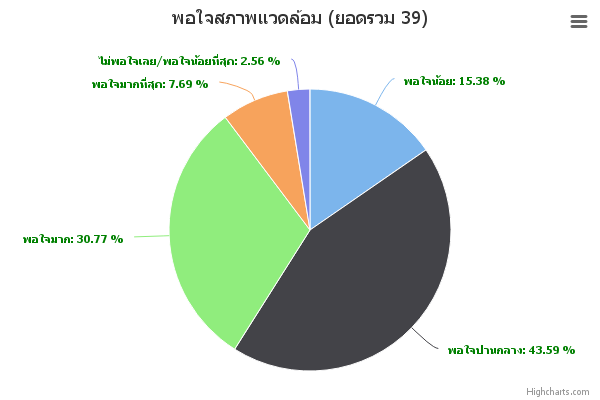 พอใจสภาพแวดล้อม (ยอดรวม 39)
ไม่พอใจเลย/พอใจน้อยที่สุด: 2.56 %
พอใจมากที่สุด: 7.69 %
พอใจน้อย: 15.38 %
พอใจมาก: 30.77 %
พอใจปานกลาง: 43.59 %
Highcharts.com